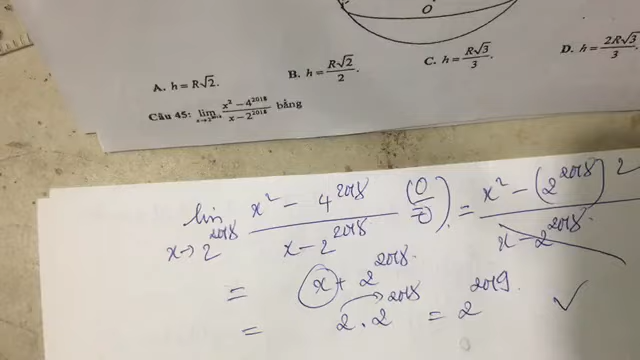 O
A. h = R√2.
B. h = R√2/2.
C. h = R√3/3.
D. h = 2R√3/3.
Câu 45: lim x→2^2018 (x² − 4^2018)/(x − 2^2018) bằng
lim x→2^2018 (x² − 4^2018)/(x − 2^2018) (0/0) = (x² − (2^2018)²)/(x − 2^2018)
= x + 2^2018.
= 2 . 2^2018 = 2^2019. ✓